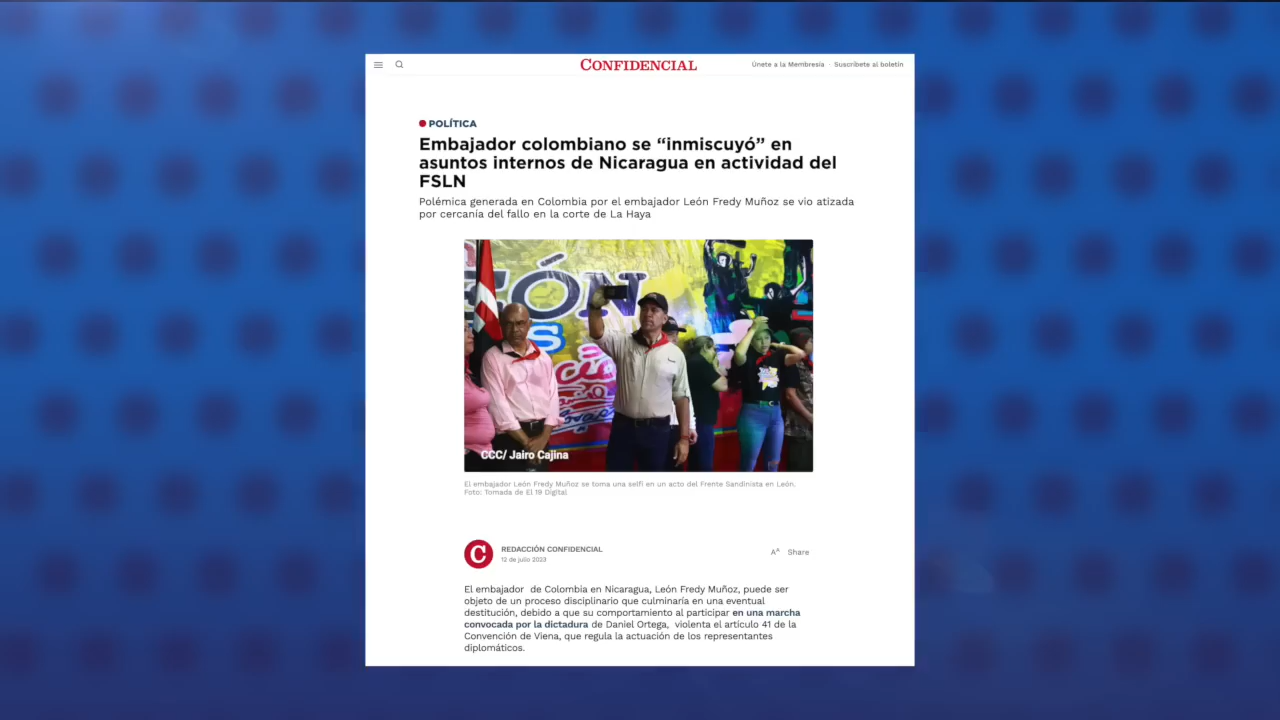 CONFIDENCIAL
Únete a la Membresía · Suscríbete al boletín
POLÍTICA
Embajador colombiano se “inmiscuyó” en
asuntos internos de Nicaragua en actividad del
FSLN
Polémica generada en Colombia por el embajador León Fredy Muñoz se vio atizada
por cercanía del fallo en la corte de La Haya
EÓN
CCC/ Jairo Cajina
El embajador León Fredy Muñoz se toma una selfi en un acto del Frente Sandinista en León.
Foto: Tomada de El 19 Digital
C
REDACCIÓN CONFIDENCIAL
12 de julio 2023
AA Share
El embajador de Colombia en Nicaragua, León Fredy Muñoz, puede ser
objeto de un proceso disciplinario que culminaría en una eventual
destitución, debido a que su comportamiento al participar en una marcha
convocada por la dictadura de Daniel Ortega, violenta el artículo 41 de la
Convención de Viena, que regula la actuación de los representantes
diplomáticos.